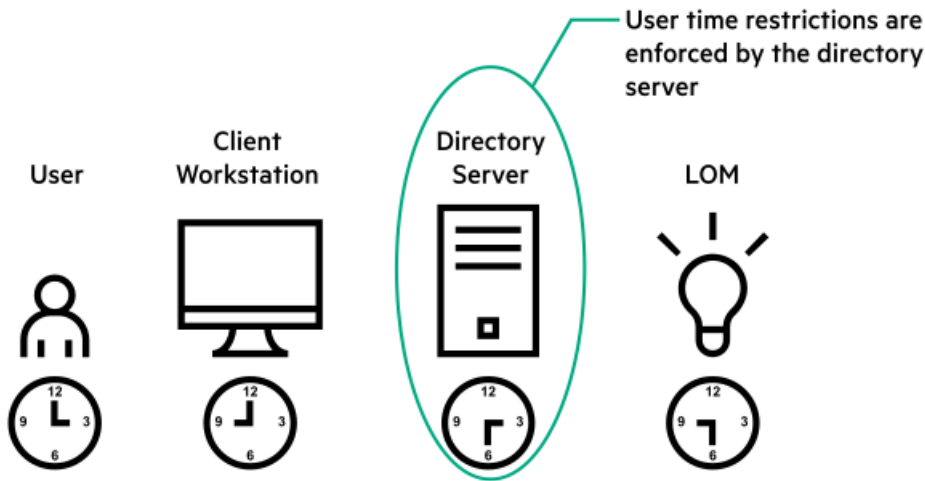 User time restrictions are
enforced by the directory
server
User
Client
Workstation
Directory
Server
LOM
12
9 3
6
12
9 3
6
12
9 3
6
12
9 3
6